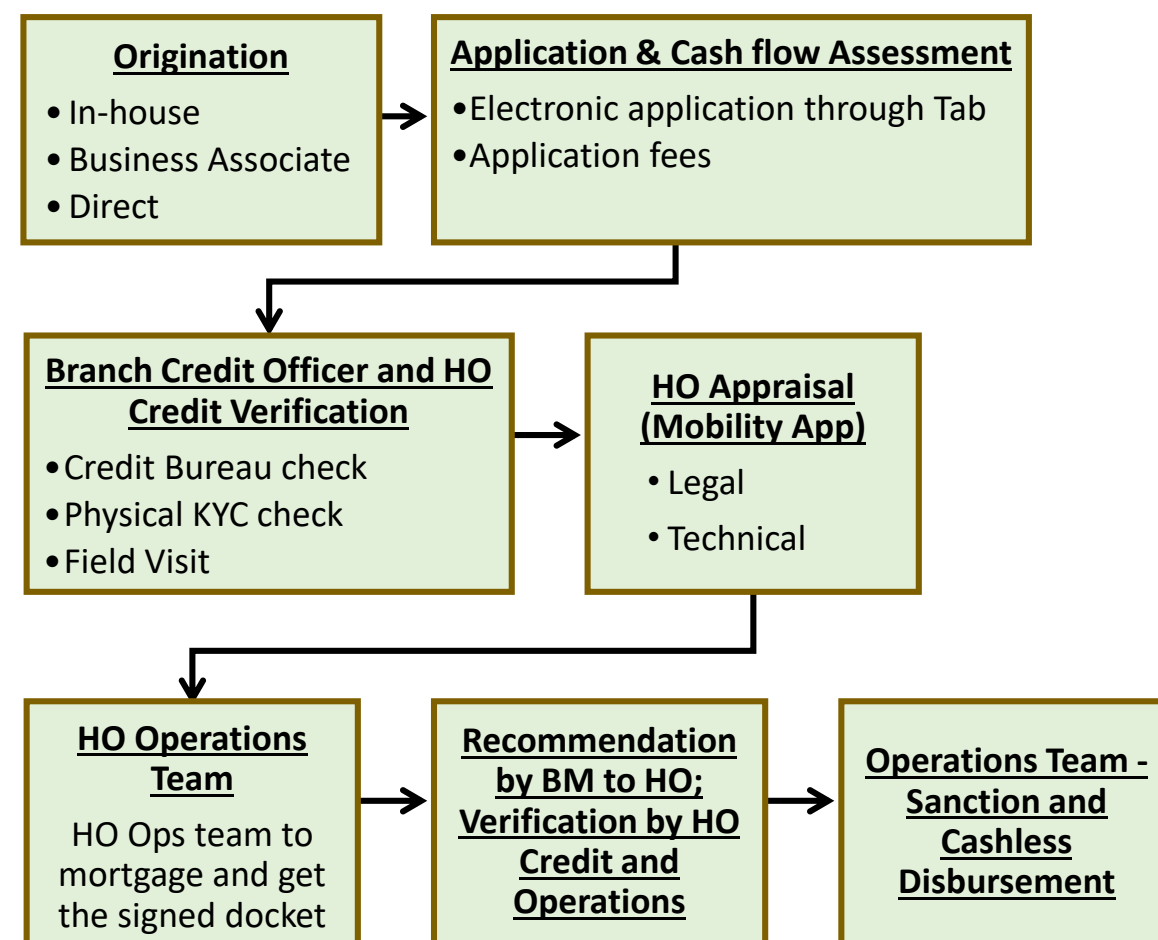 Origination
• In-house
• Business Associate
• Direct
Application & Cash flow Assessment
•Electronic application through Tab
•Application fees
Branch Credit Officer and HO
Credit Verification
•Credit Bureau check
•Physical KYC check
•Field Visit
HO Appraisal
(Mobility App)
• Legal
• Technical
HO Operations
Team
HO Ops team to
mortgage and get
the signed docket
Recommendation
by BM to HO;
Verification by HO
Credit and
Operations
Operations Team -
Sanction and
Cashless
Disbursement